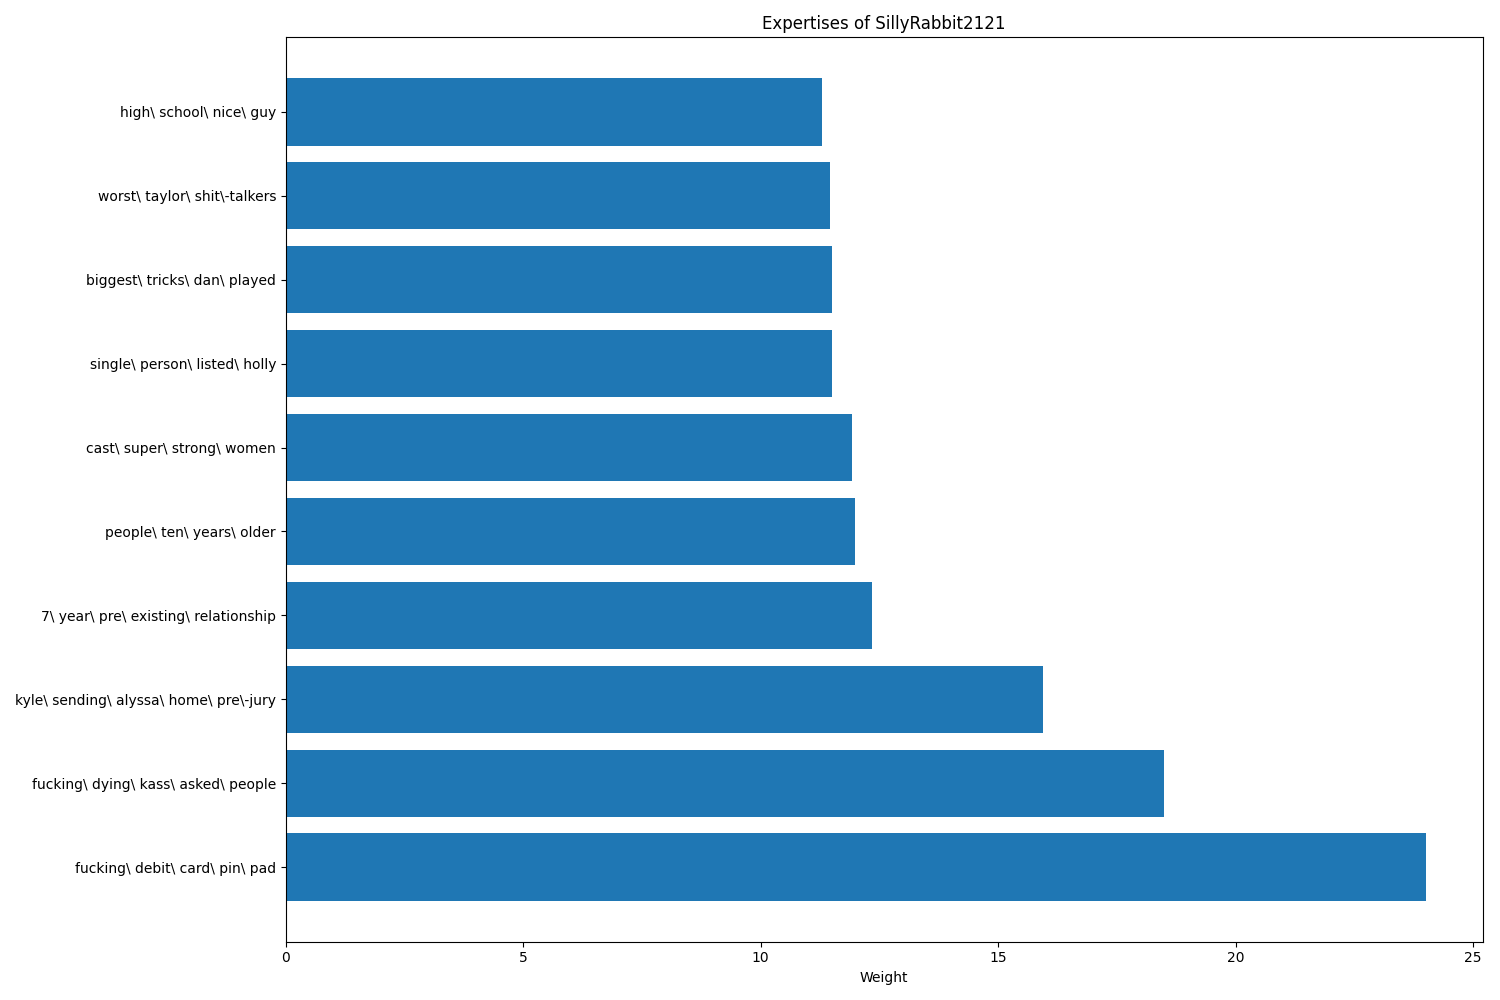 Expertises of SillyRabbit2121
high\ school\ nice\ guy
worst\ taylor\ shit\-talkers
biggest\ tricks\ dan\ played
single\ person\ listed\ holly
cast\ super\ strong\ women
people\ ten\ years\ older
7\ year\ pre\ existing\ relationship
kyle\ sending\ alyssa\ home\ pre\-jury
fucking\ dying\ kass\ asked\ people
fucking\ debit\ card\ pin\ pad
0 5 10 15 20 25
Weight